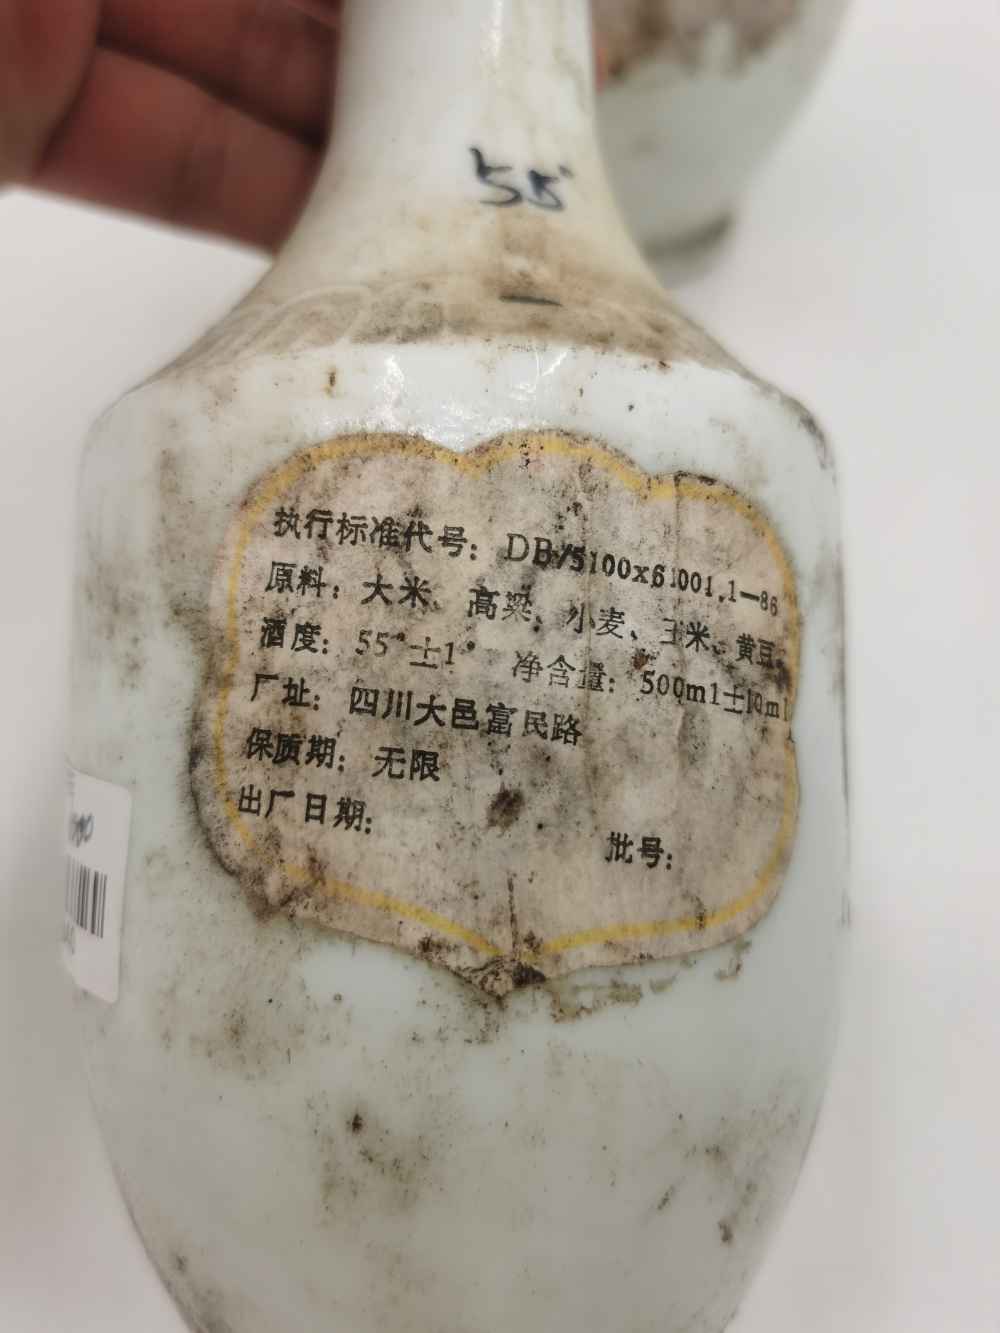 55°
执行标准代号：DB/5100x61001.1—86
原料：大米、高粱、小麦、玉米、黄豆
酒度：55°±1° 净含量：500ml±10ml
厂址：四川大邑富民路
保质期：无限
出厂日期： 批号：